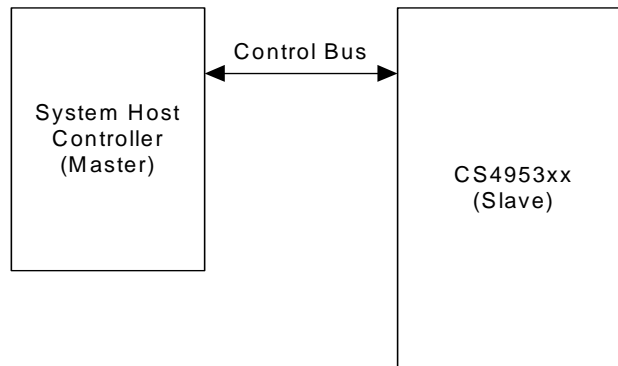 Control Bus
System Host
Controller
(Master)
CS4953xx
(Slave)